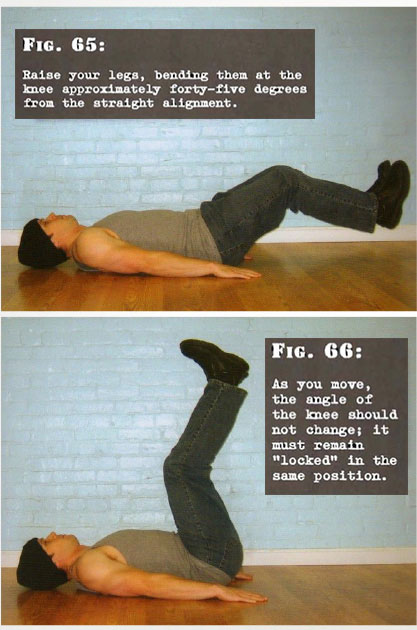 FIG. 65:
Raise your legs, bending them at the
knee approximately forty-five degrees
from the straight alignment.
FIG. 66:
As you move,
the angle of
the knee should
not change; it
must remain
"locked" in the
same position.